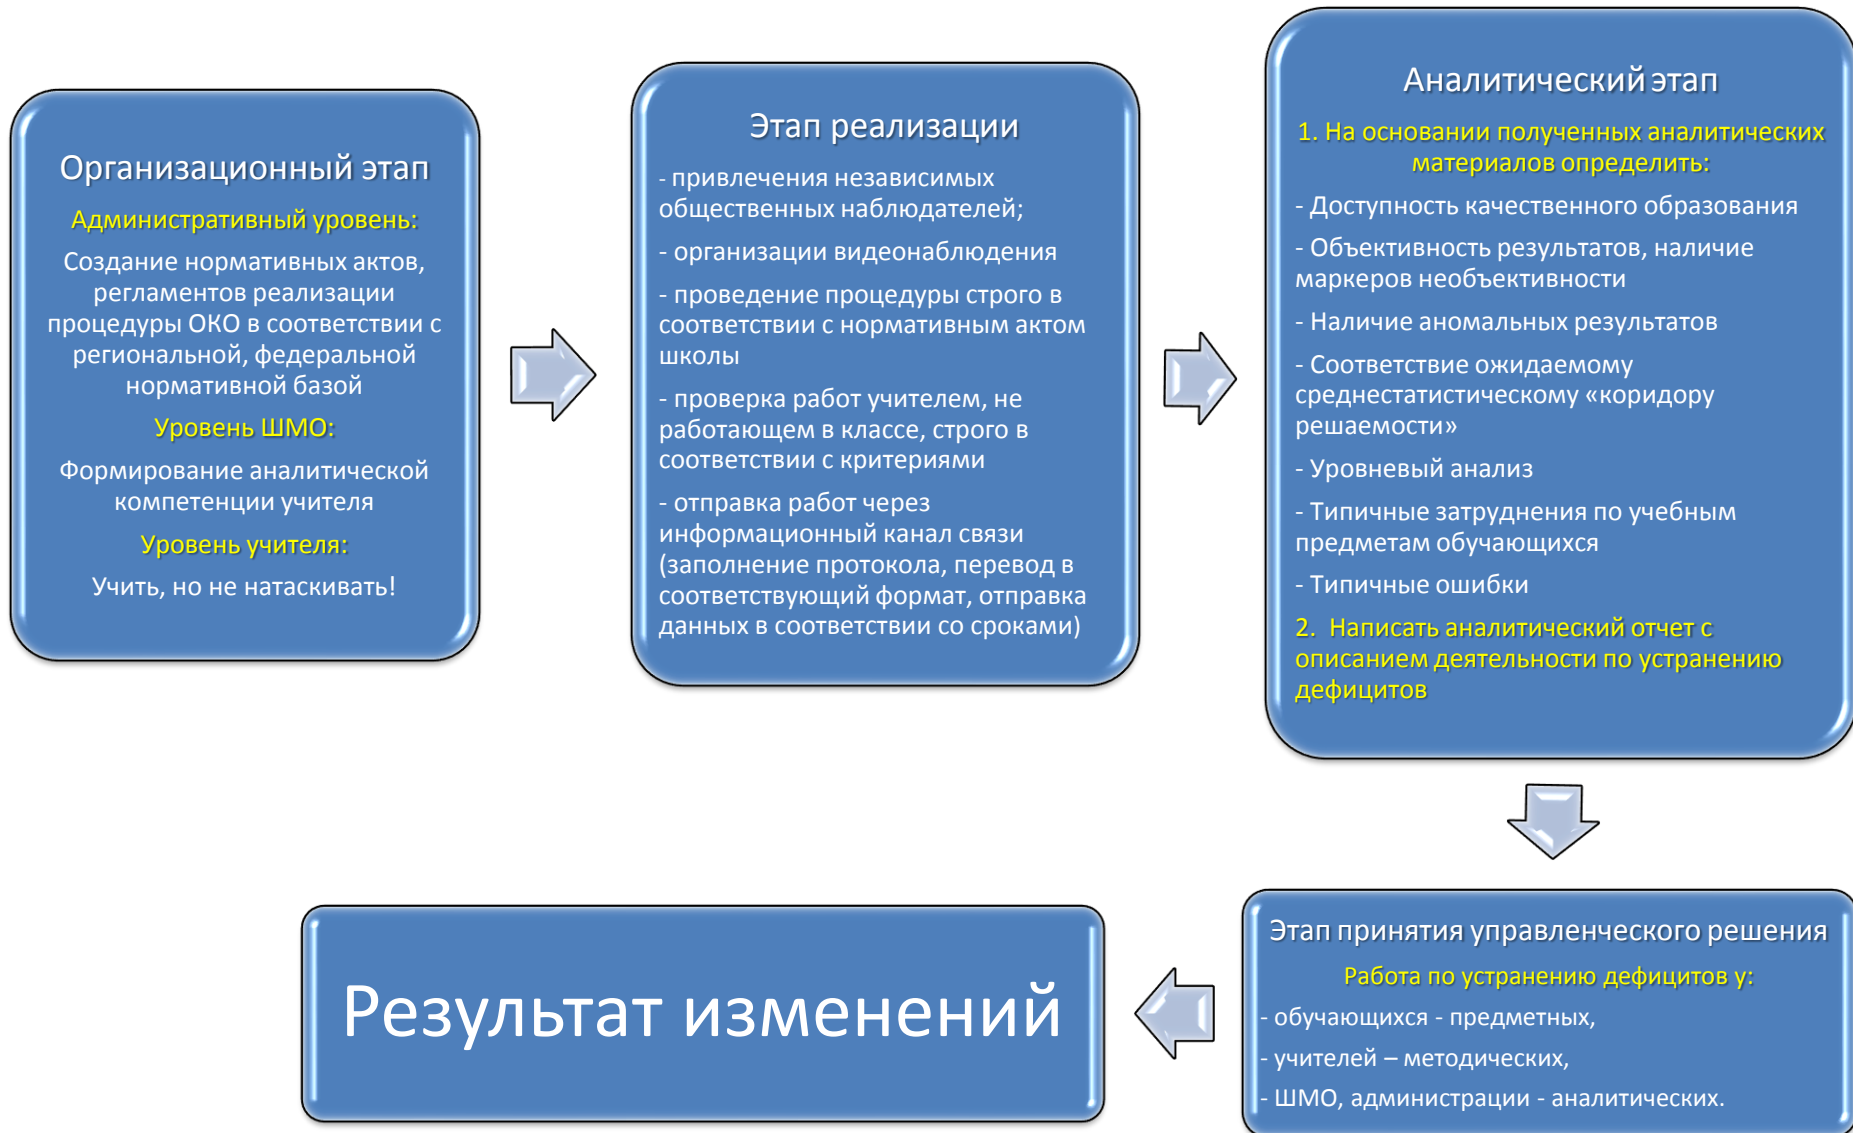 Организационный этап
Административный уровень:
Создание нормативных актов,
регламентов реализации
процедуры ОКО в соответствии с
региональной, федеральной
нормативной базой
Уровень ШМО:
Формирование аналитической
компетенции учителя
Уровень учителя:
Учить, но не натаскивать!
Этап реализации
- привлечения независимых
общественных наблюдателей;
- организации видеонаблюдения
- проведение процедуры строго в
соответствии с нормативным актом
школы
- проверка работ учителем, не
работающем в классе, строго в
соответствии с критериями
- отправка работ через
информационный канал связи
(заполнение протокола, перевод в
соответствующий формат, отправка
данных в соответствии со сроками)
Аналитический этап
1. На основании полученных аналитических
материалов определить:
- Доступность качественного образования
- Объективность результатов, наличие
маркеров необъективности
- Наличие аномальных результатов
- Соответствие ожидаемому
среднестатистическому «коридору
решаемости»
- Уровневый анализ
- Типичные затруднения по учебным
предметам обучающихся
- Типичные ошибки
2. Написать аналитический отчет с
описанием деятельности по устранению
дефицитов
Этап принятия управленческого решения
Работа по устранению дефицитов у:
- обучающихся - предметных,
- учителей – методических,
- ШМО, администрации - аналитических.
Результат изменений